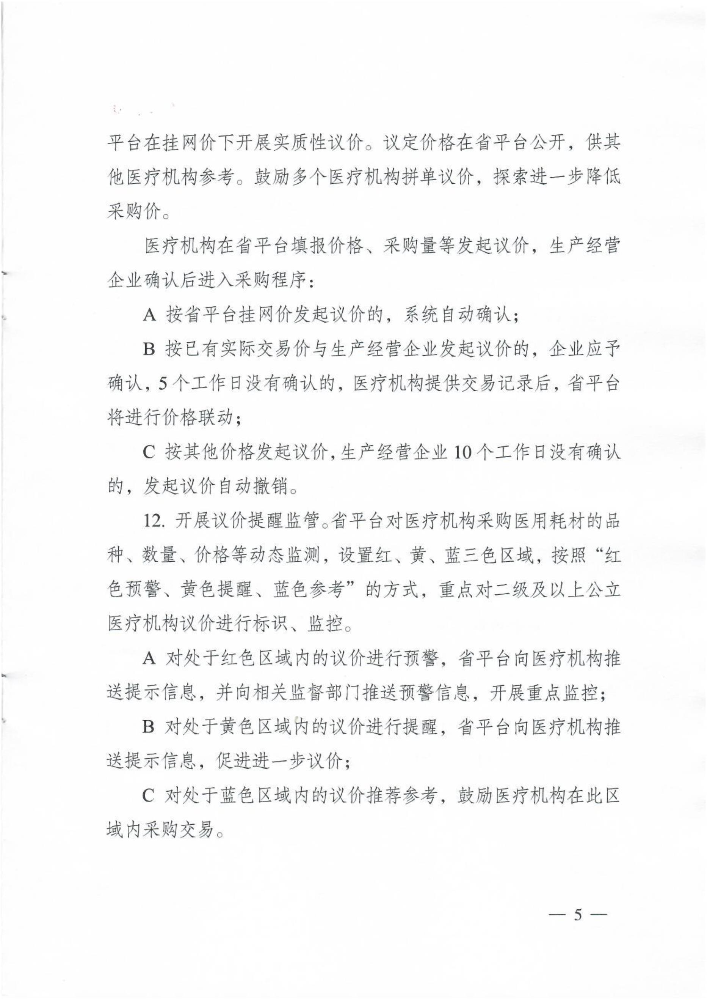 平台在挂网价下开展实质性议价。议定价格在省平台公开，供其
他医疗机构参考。鼓励多个医疗机构拼单议价，探索进一步降低
采购价。
医疗机构在省平台填报价格、采购量等发起议价，生产经营
企业确认后进入采购程序：
A 按省平台挂网价发起议价的，系统自动确认；
B 按已有实际交易价与生产经营企业发起议价的，企业应予
确认，5个工作日没有确认的，医疗机构提供交易记录后，省平台
将进行价格联动；
C 按其他价格发起议价，生产经营企业10个工作日没有确认
的，发起议价自动撤销。
12. 开展议价提醒监管。省平台对医疗机构采购医用耗材的品
种、数量、价格等动态监测，设置红、黄、蓝三色区域，按照“红
色预警、黄色提醒、蓝色参考”的方式，重点对二级及以上公立
医疗机构议价进行标识、监控。
A 对处于红色区域内的议价进行预警，省平台向医疗机构推
送提示信息，并向相关监督部门推送预警信息，开展重点监控；
B 对处于黄色区域内的议价进行提醒，省平台向医疗机构推
送提示信息，促进进一步议价；
C 对处于蓝色区域内的议价推荐参考，鼓励医疗机构在此区
域内采购交易。
— 5 —